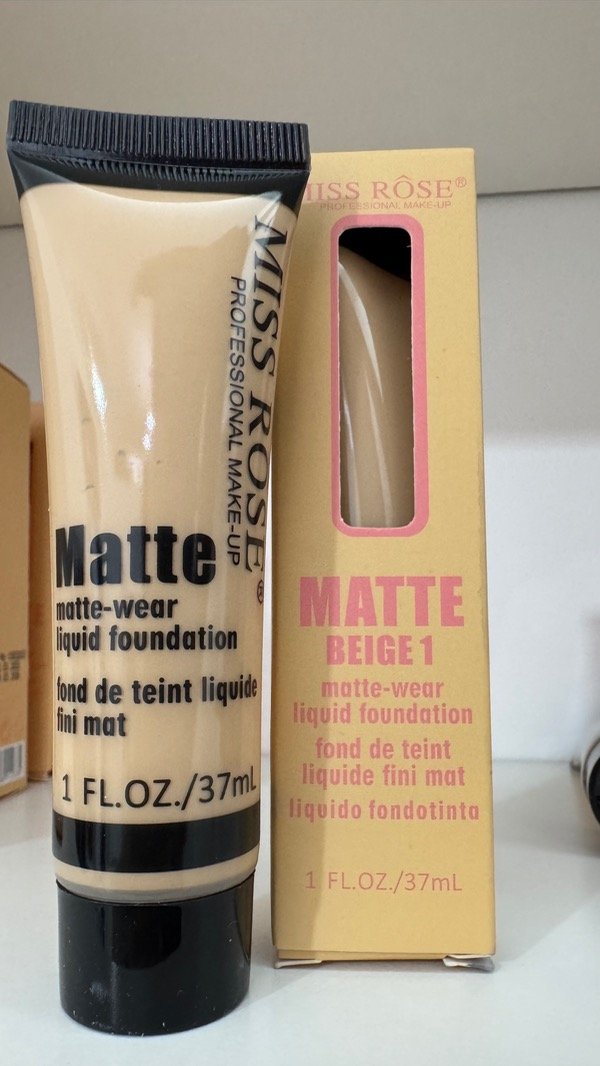 MISS ROSE®
PROFESSIONAL MAKE-UP
Matte
matte-wear
liquid foundation
fond de teint liquide
fini mat
1 FL.OZ./37mL
MISS RÔSE®
PROFESSIONAL MAKE-UP
MATTE
BEIGE 1
matte-wear
liquid foundation
fond de teint
liquide fini mat
liquido fondotinta
1 FL.OZ./37mL